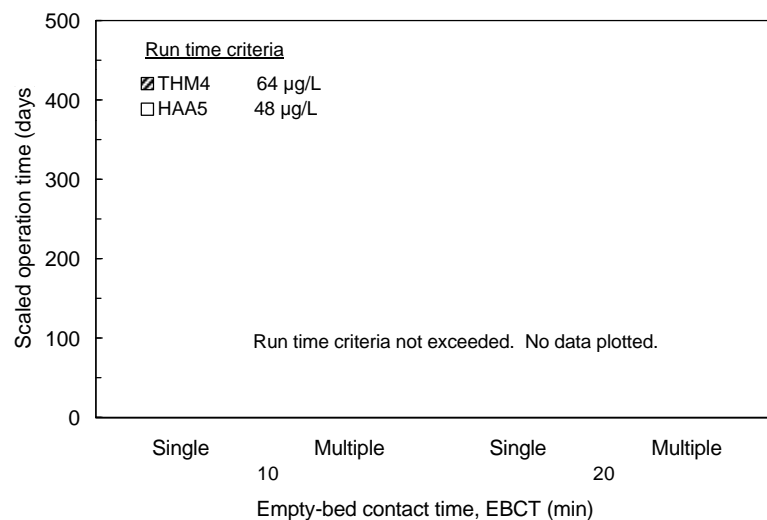 Run time criteria
THM4 64 µg/L
HAA5 48 µg/L
Scaled operation time (days
500
400
300
200
100
0
Run time criteria not exceeded.  No data plotted.
Single Multiple Single Multiple
10 20
Empty-bed contact time, EBCT (min)